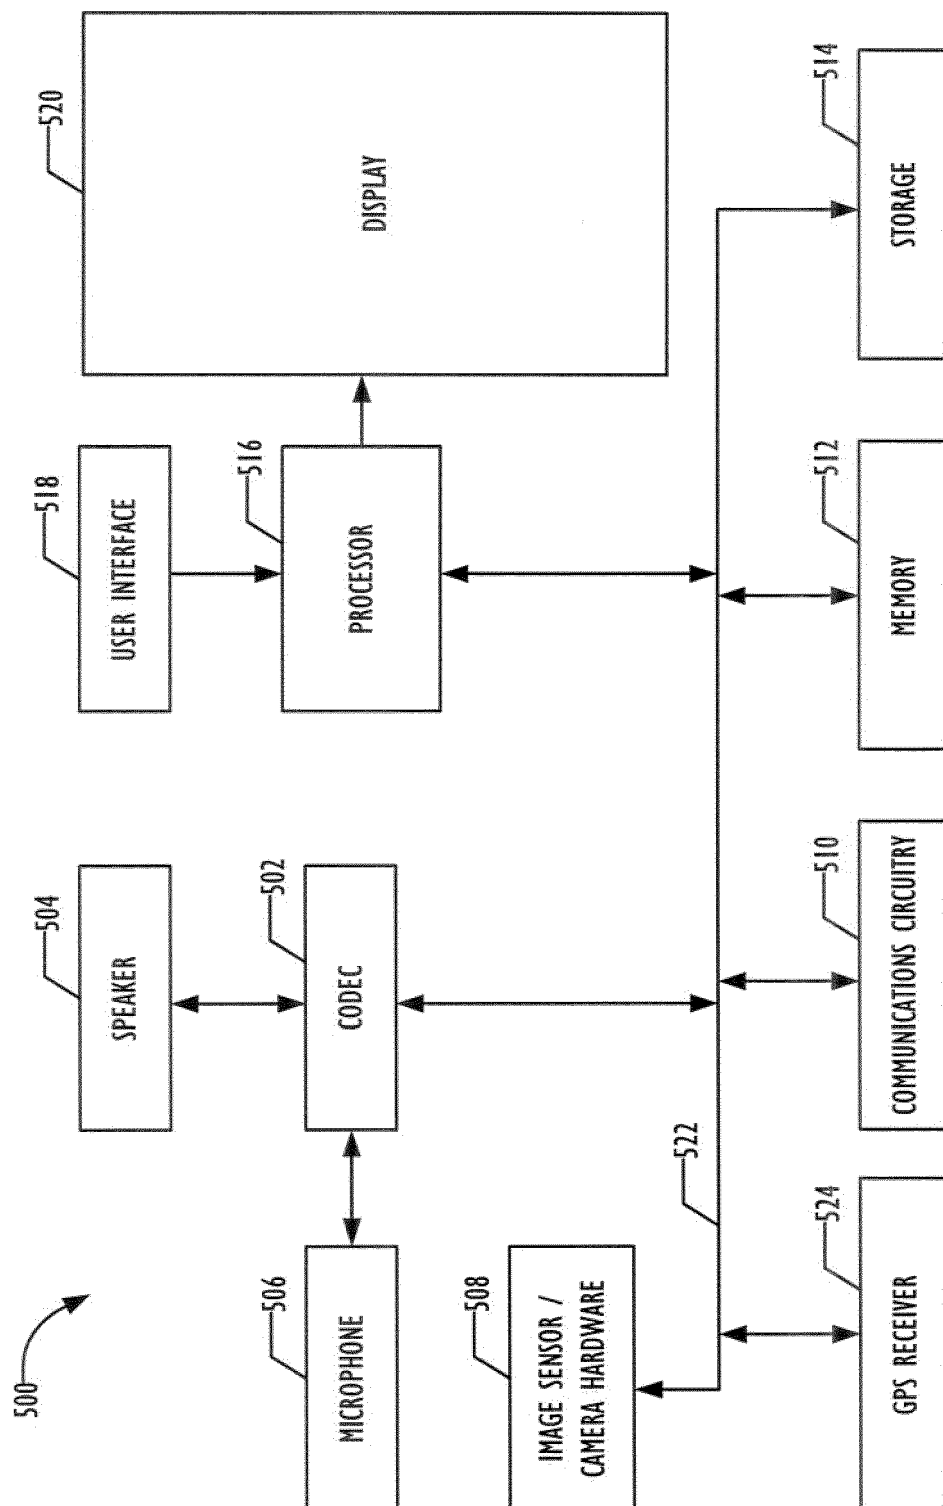 500
506
MICROPHONE
504
SPEAKER
502
CODEC
518
USER INTERFACE
516
PROCESSOR
520
DISPLAY
508
IMAGE SENSOR /
CAMERA HARDWARE
522
524
GPS RECEIVER
510
COMMUNICATIONS CIRCUITRY
512
MEMORY
514
STORAGE